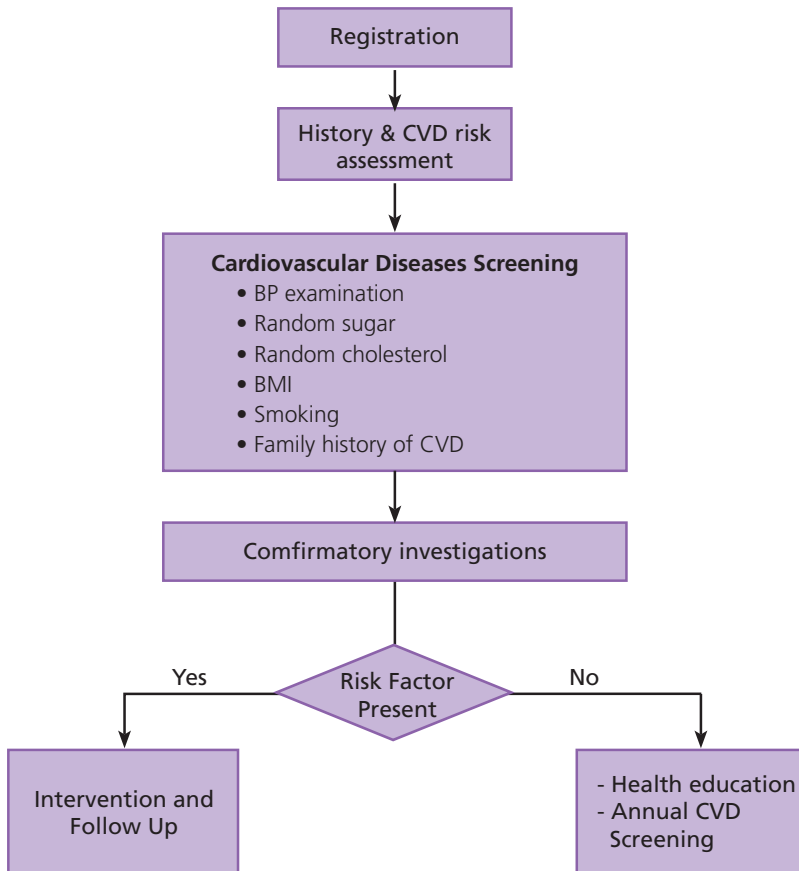 Registration
History & CVD risk
assessment
Cardiovascular Diseases Screening
• BP examination
• Random sugar
• Random cholesterol
• BMI
• Smoking
• Family history of CVD
Comfirmatory investigations
Risk Factor
Present
Yes
No
Intervention and
Follow Up
- Health education
- Annual CVD
Screening